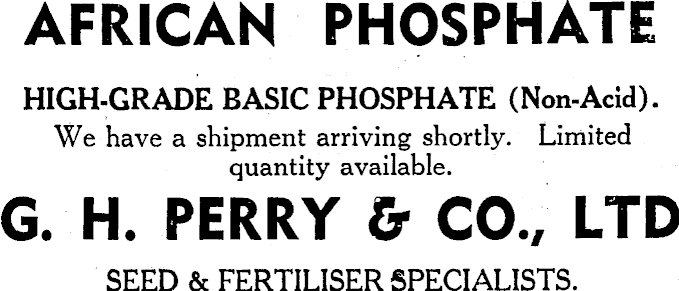 AFRICAN PHOSPHATE
HIGH-GRADE BASIC PHOSPHATE (Non-Acid).
We have a shipment arriving shortly. Limited
quantity available.
G. H. PERRY & CO., LTD
SEED & FERTILISER SPECIALISTS.